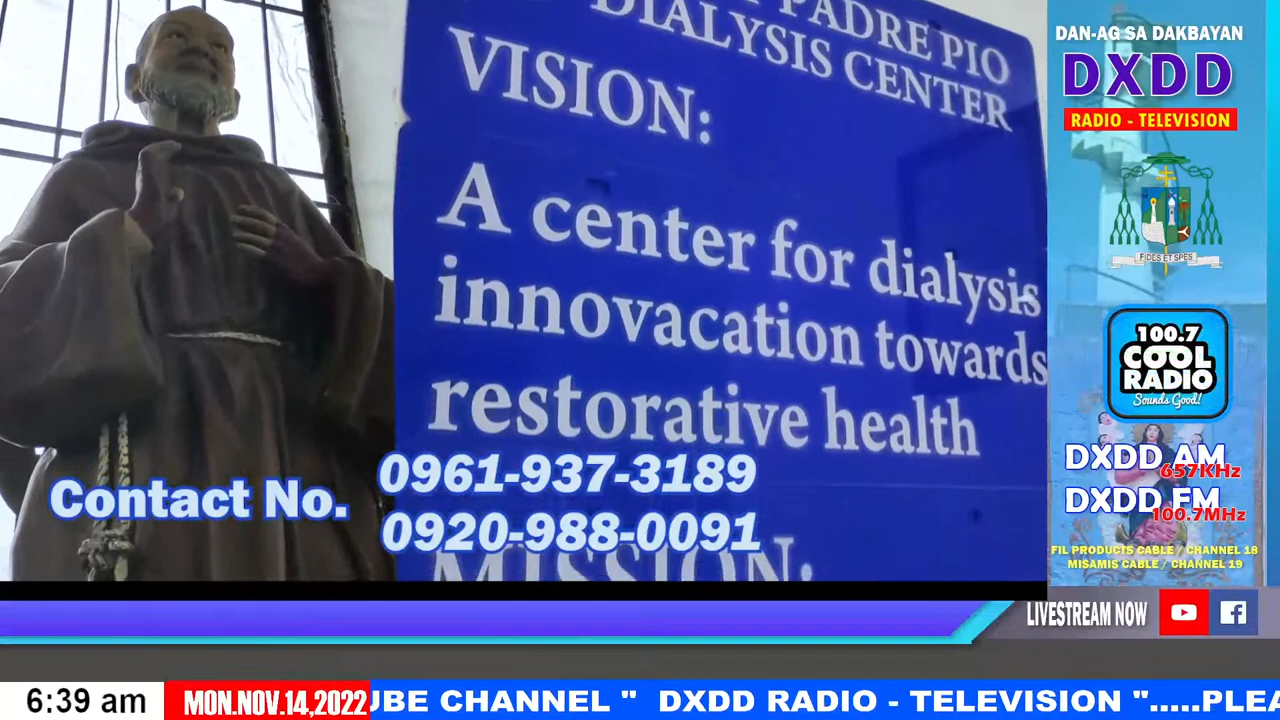 PADRE PIO
DIALYSIS CENTER
VISION:
A center for dialysis
innovacation towards
restorative health
MISSION:
Contact No.
0961-937-3189
0920-988-0091
DAN-AG SA DAKBAYAN
DXDD
RADIO - TELEVISION
FIDES ET SPES
100.7
COOL
RADIO
Sounds Good!
DXDD AM
657KHz
DXDD FM
100.7MHz
FIL PRODUCTS CABLE / CHANNEL 18
MISAMIS CABLE / CHANNEL 19
LIVESTREAM NOW
6:39 am
MON.NOV.14,2022
UBE CHANNEL " DXDD RADIO - TELEVISION ".....PLEA